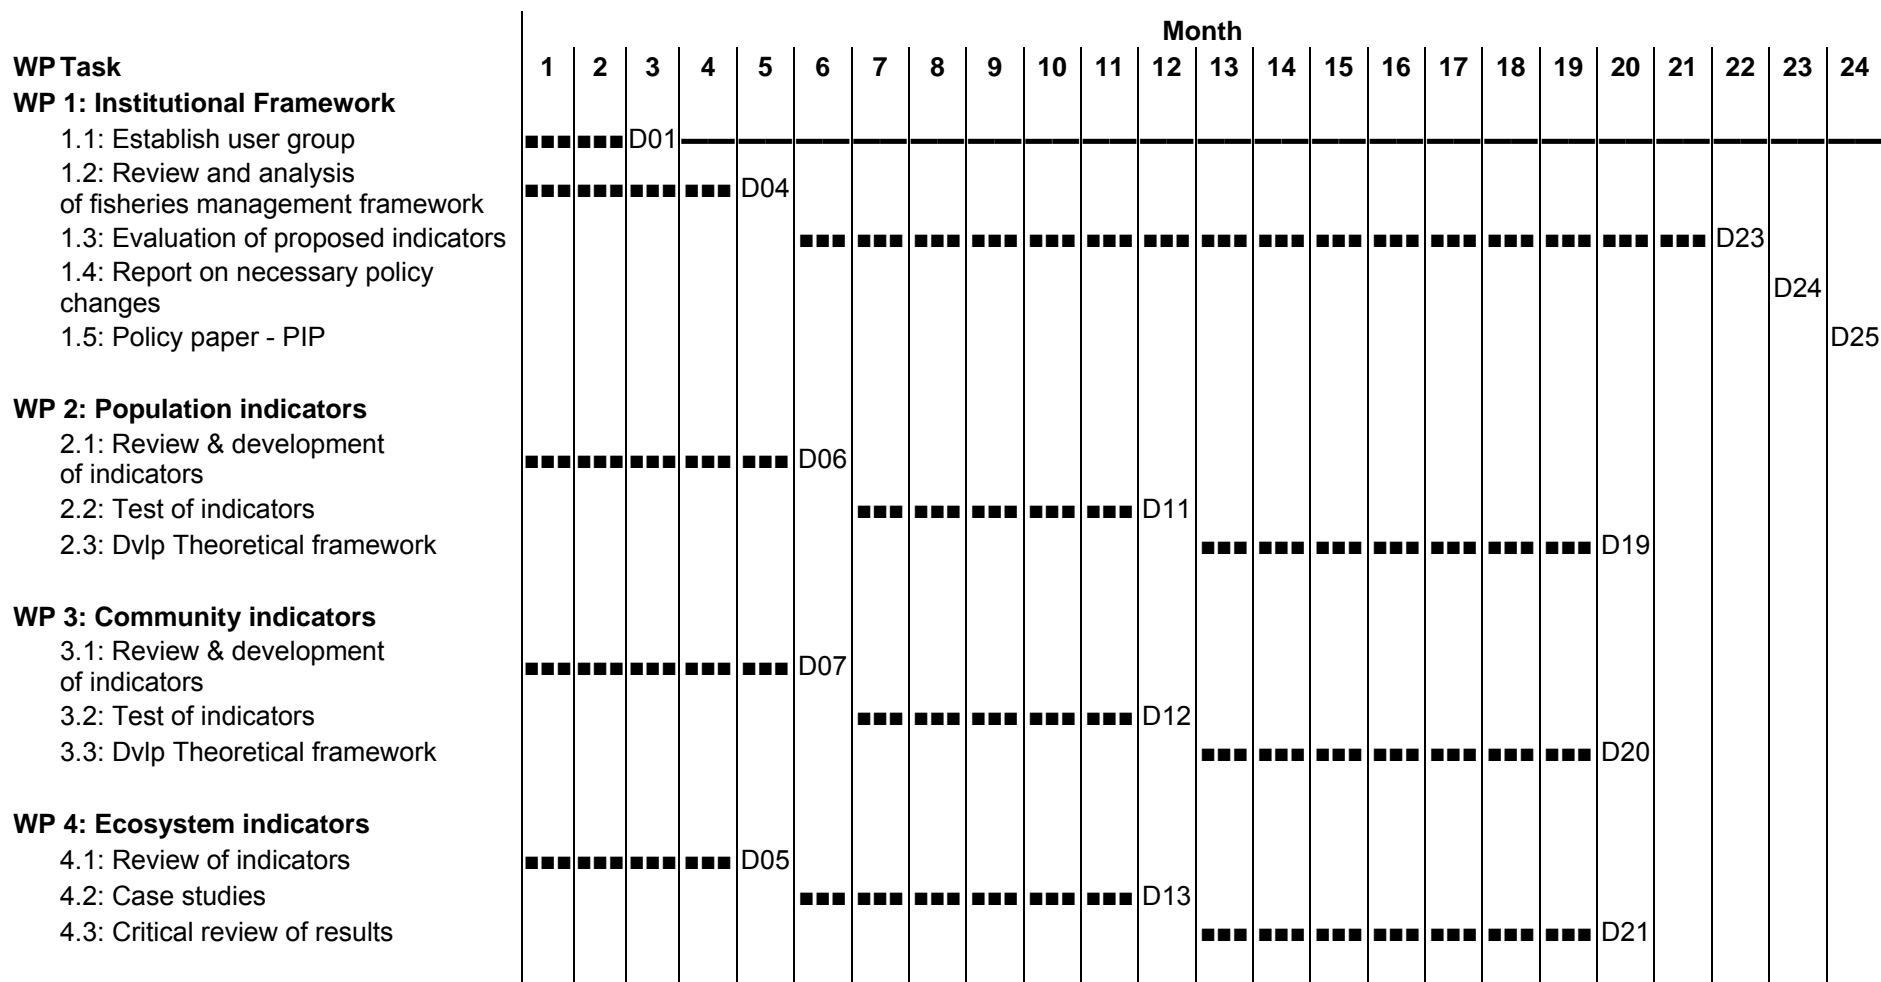 Month
WP Task 1 2 3 4 5 6 7 8 9 10 11 12 13 14 15 16 17 18 19 20 21 22 23 24
WP 1: Institutional Framework
1.1: Establish user group D01
1.2: Review and analysis
of fisheries management framework D04
1.3: Evaluation of proposed indicators D23
1.4: Report on necessary policy
changes D24
1.5: Policy paper - PIP D25
WP 2: Population indicators
2.1: Review & development
of indicators D06
2.2: Test of indicators D11
2.3: Dvlp Theoretical framework D19
WP 3: Community indicators
3.1: Review & development
of indicators D07
3.2: Test of indicators D12
3.3: Dvlp Theoretical framework D20
WP 4: Ecosystem indicators
4.1: Review of indicators D05
4.2: Case studies D13
4.3: Critical review of results D21